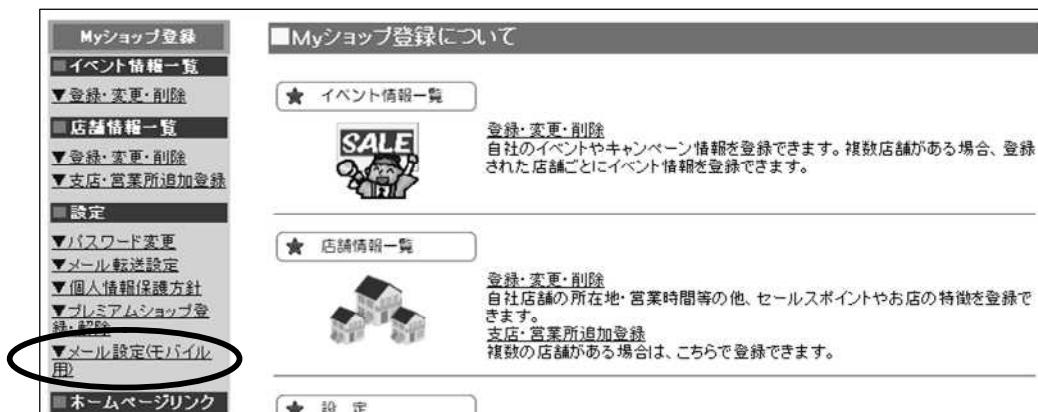 Myショップ登録
■イベント情報一覧
▼登録・変更・削除
■店舗情報一覧
▼登録・変更・削除
▼支店・営業所追加登録
■設定
▼パスワード変更
▼メール転送設定
▼個人情報保護方針
▼プレミアムショップ登
録・解除
▼メール設定(モバイル
用)
■ホームページリンク
■Myショップ登録について
★ イベント情報一覧
SALE
登録・変更・削除
自社のイベントやキャンペーン情報を登録できます。複数店舗がある場合、登録
された店舗ごとにイベント情報を登録できます。
★ 店舗情報一覧
登録・変更・削除
自社店舗の所在地・営業時間等の他、セールスポイントやお店の特徴を登録で
きます。
支店・営業所追加登録
複数の店舗がある場合は、こちらで登録できます。
★ 設 定